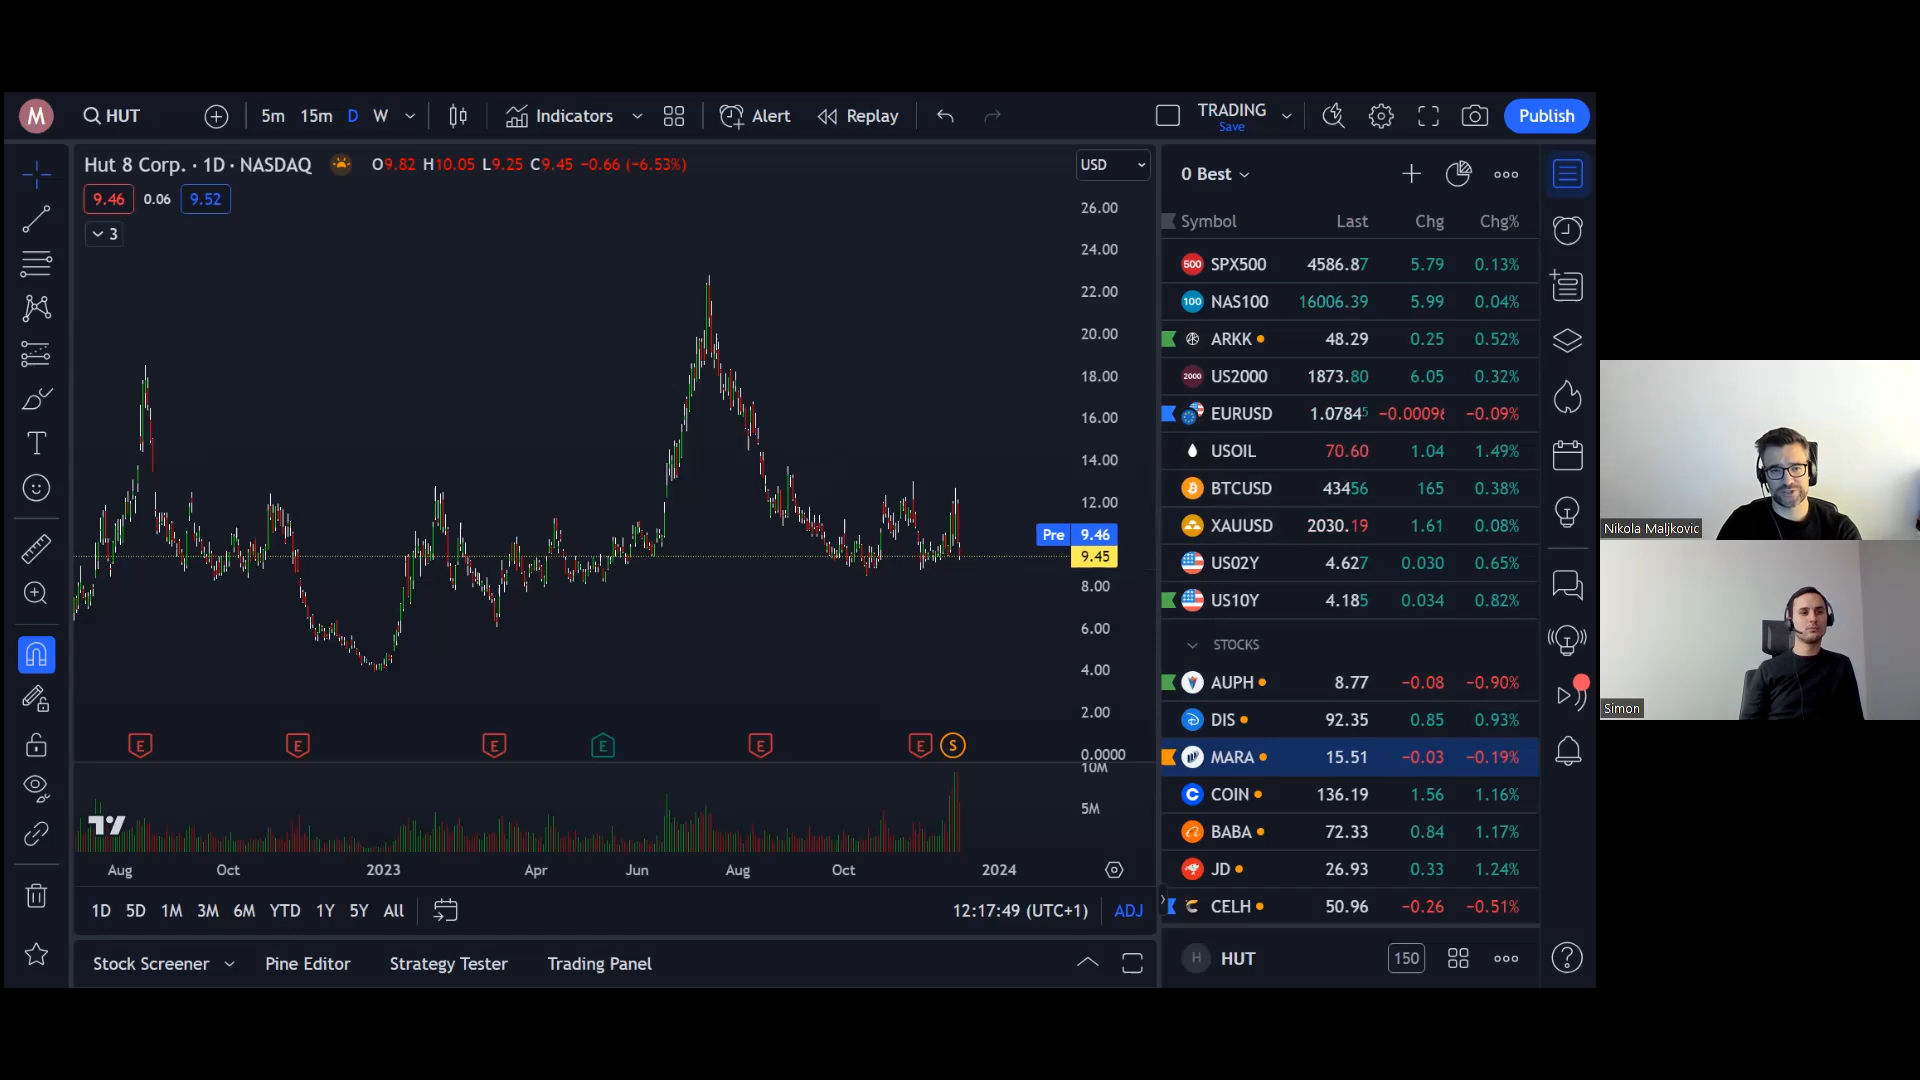 M
HUT
5m 15m D W
Indicators
Alert
Replay
TRADING
Save
Publish
Hut 8 Corp. · 1D · NASDAQ
O9.82 H10.05 L9.25 C9.45 −0.66 (−6.53%)
USD
9.46 0.06 9.52
3
26.00
24.00
22.00
20.00
18.00
16.00
14.00
12.00
Pre 9.46
9.45
8.00
6.00
4.00
2.00
0.0000
E E E E E E S
10M
5M
Aug Oct 2023 Apr Jun Aug Oct 2024
1D 5D 1M 3M 6M YTD 1Y 5Y All
12:17:49 (UTC+1) ADJ
Stock Screener Pine Editor Strategy Tester Trading Panel
0 Best
Symbol Last Chg Chg%
500 SPX500 4586.87 5.79 0.13%
100 NAS100 16006.39 5.99 0.04%
ARKK 48.29 0.25 0.52%
2000 US2000 1873.80 6.05 0.32%
EURUSD 1.07845 −0.00096 −0.09%
USOIL 70.60 1.04 1.49%
BTCUSD 43456 165 0.38%
XAUUSD 2030.19 1.61 0.08%
US02Y 4.627 0.030 0.65%
US10Y 4.185 0.034 0.82%
STOCKS
AUPH 8.77 −0.08 −0.90%
DIS 92.35 0.85 0.93%
MARA 15.51 −0.03 −0.19%
COIN 136.19 1.56 1.16%
BABA 72.33 0.84 1.17%
JD 26.93 0.33 1.24%
CELH 50.96 −0.26 −0.51%
H HUT 150
Nikola Maljkovic
Simon